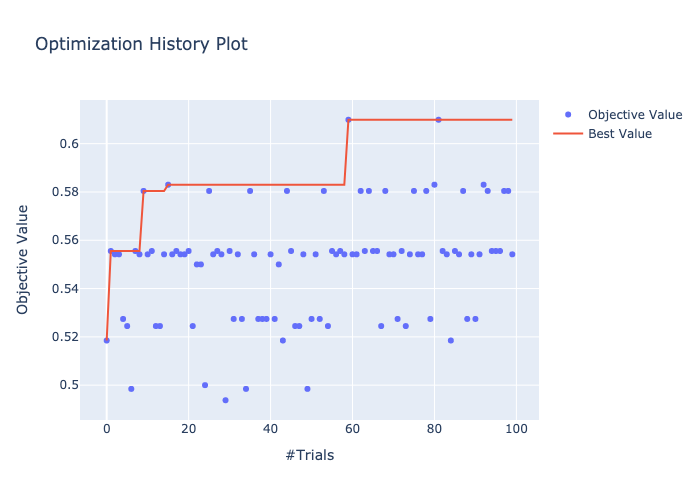 Optimization History Plot
Objective Value
Best Value
0.6
0.58
0.56
0.54
0.52
0.5
Objective Value
0
20
40
60
80
100
#Trials